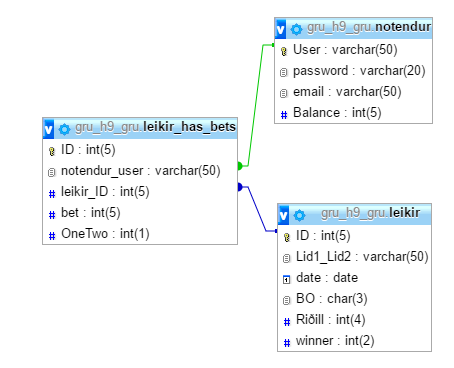 gru_h9_gru.notendur
User : varchar(50)
password : varchar(20)
email : varchar(50)
Balance : int(5)
gru_h9_gru.leikir_has_bets
ID : int(5)
notendur_user : varchar(50)
leikir_ID : int(5)
bet : int(5)
OneTwo : int(1)
gru_h9_gru.leikir
ID : int(5)
Lid1_Lid2 : varchar(50)
date : date
BO : char(3)
Riðill : int(4)
winner : int(2)